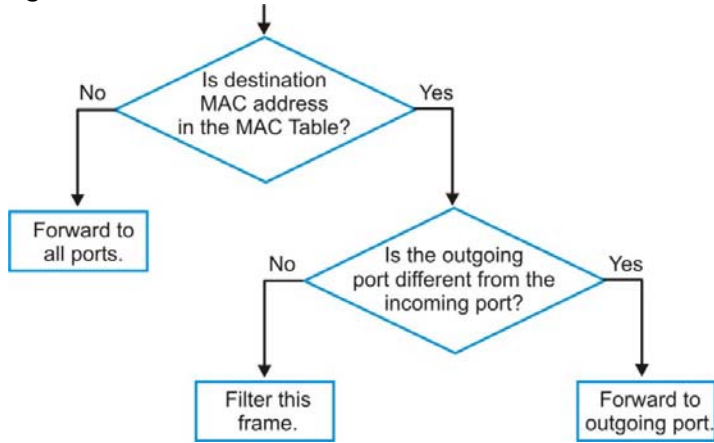 g
Is destination
MAC address
in the MAC Table?
No
Yes
Forward to
all ports.
Is the outgoing
port different from the
incoming port?
No
Yes
Filter this
frame.
Forward to
outgoing port.